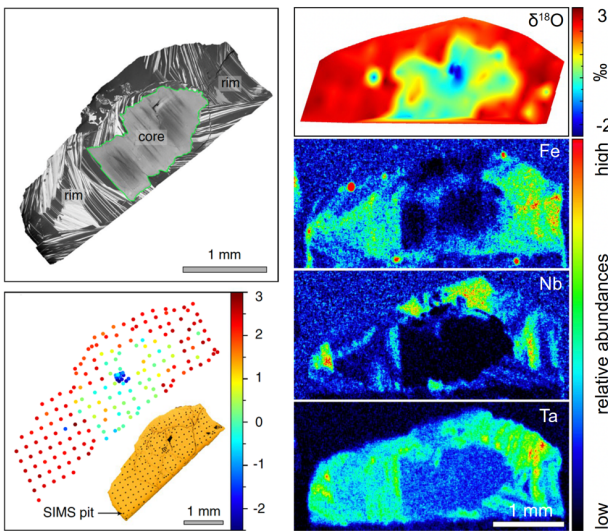 rim
core
rim
1 mm
δ¹⁸O
3
‰
-2
Fe
Nb
Ta
1 mm
high
relative abundances
low
3
2
1
0
-1
-2
SIMS pit
1 mm